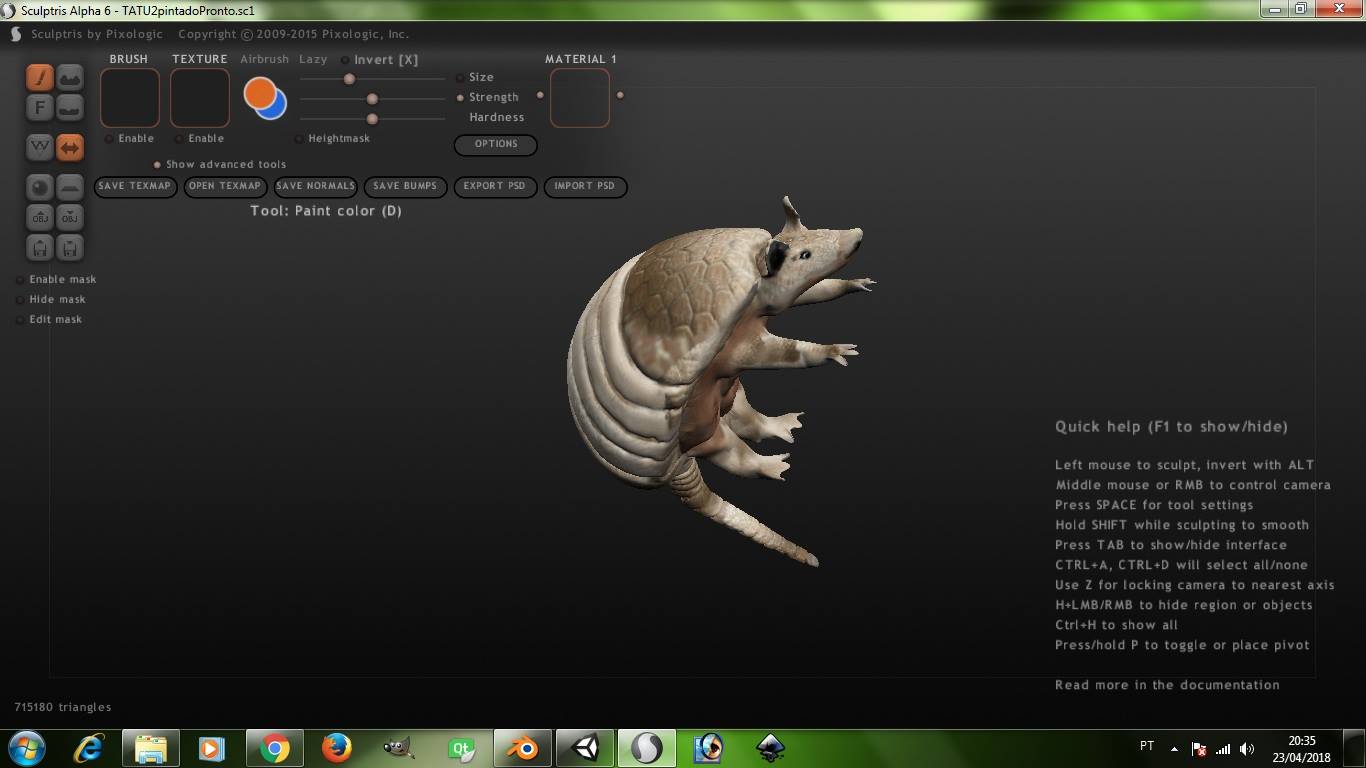 Sculptris Alpha 6 - TATU2pintadoPronto.sc1
Sculptris by Pixologic Copyright © 2009-2015 Pixologic, Inc.
BRUSH TEXTURE Airbrush Lazy Invert [X] MATERIAL 1
Size
Strength
Hardness
F
Enable Enable Heightmask
OPTIONS
Show advanced tools
SAVE TEXMAP OPEN TEXMAP SAVE NORMALS SAVE BUMPS EXPORT PSD IMPORT PSD
Tool: Paint color (D)
OBJ OBJ
Enable mask
Hide mask
Edit mask
Quick help (F1 to show/hide)
Left mouse to sculpt, invert with ALT
Middle mouse or RMB to control camera
Press SPACE for tool settings
Hold SHIFT while sculpting to smooth
Press TAB to show/hide interface
CTRL+A, CTRL+D will select all/none
Use Z for locking camera to nearest axis
H+LMB/RMB to hide region or objects
Ctrl+H to show all
Press/hold P to toggle or place pivot
Read more in the documentation
715180 triangles
Qt
PT
20:35
23/04/2018